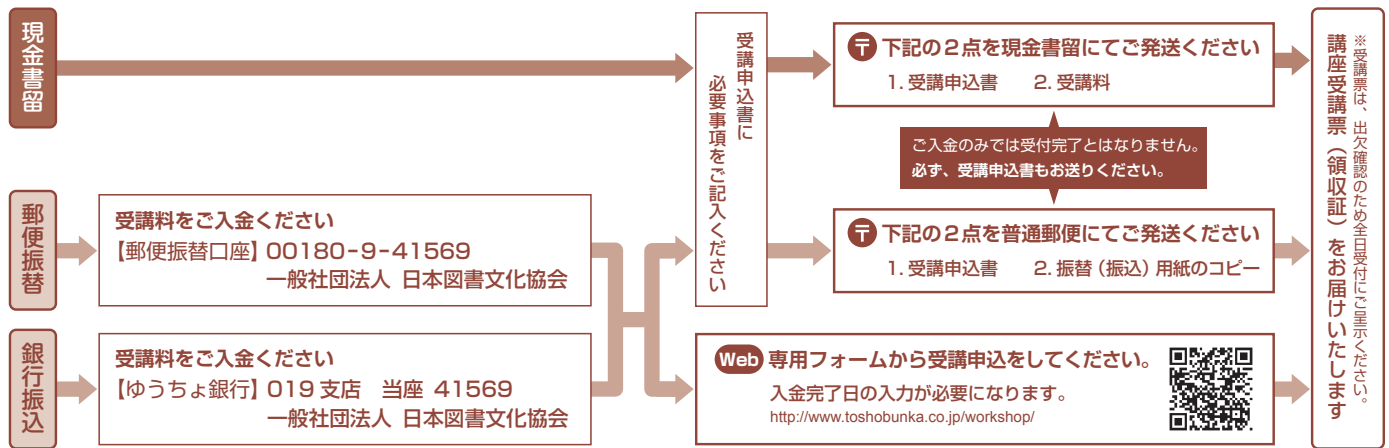 現金書留
受講申込書に
必要事項をご記入ください
〒 下記の2点を現金書留にてご発送ください
1. 受講申込書　2. 受講料
ご入金のみでは受付完了とはなりません。
必ず、受講申込書もお送りください。
郵便振替
受講料をご入金ください
【郵便振替口座】00180-9-41569
一般社団法人 日本図書文化協会
〒 下記の2点を普通郵便にてご発送ください
1. 受講申込書　2. 振替（振込）用紙のコピー
銀行振込
受講料をご入金ください
【ゆうちょ銀行】019支店　当座 41569
一般社団法人 日本図書文化協会
Web 専用フォームから受講申込をしてください。
入金完了日の入力が必要になります。
http://www.toshobunka.co.jp/workshop/
※受講票は、出欠確認のため全日受付にご呈示ください。
講座受講票（領収証）をお届けいたします